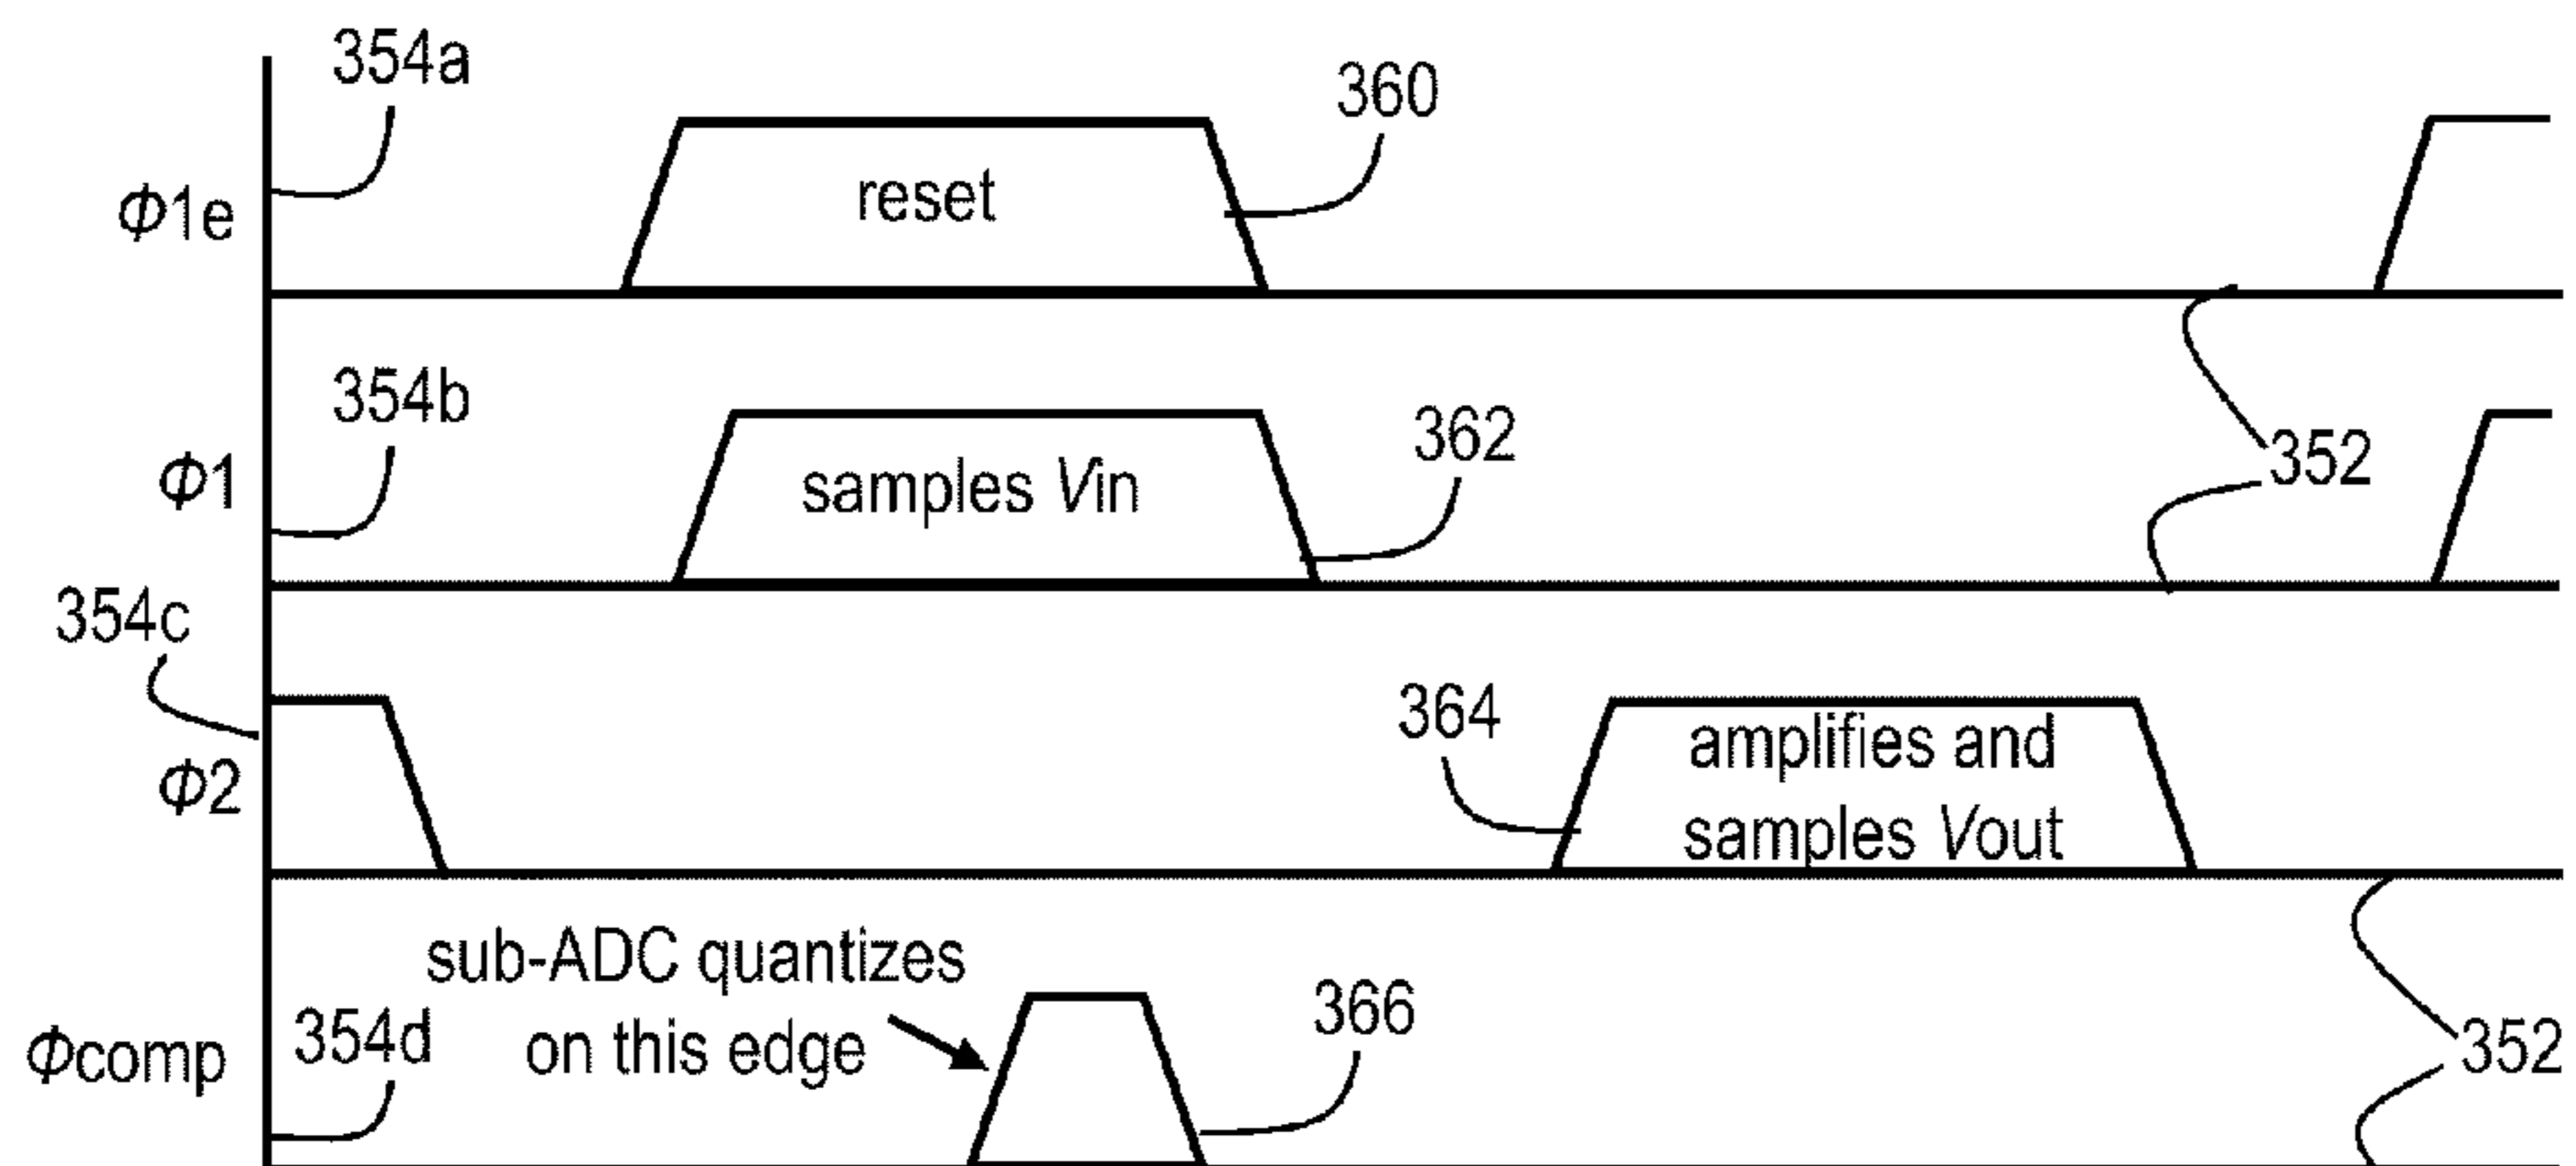 354a
360
Φ1e
reset
354b
362
Φ1
samples Vin
352
354c
364
Φ2
amplifies and
samples Vout
sub-ADC quantizes
on this edge
366
Φcomp
354d
352